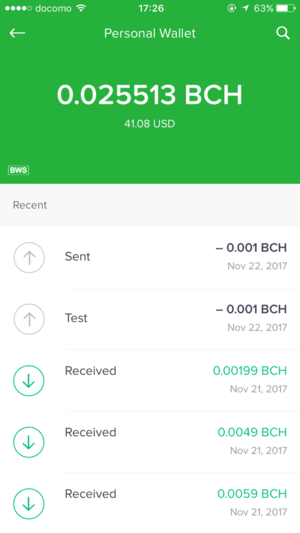 docomo 17:26 63%
Personal Wallet
0.025513 BCH
41.08 USD
BWS
Recent
Sent – 0.001 BCH
Nov 22, 2017
Test – 0.001 BCH
Nov 22, 2017
Received 0.00199 BCH
Nov 21, 2017
Received 0.0049 BCH
Nov 21, 2017
Received 0.0059 BCH
Nov 21, 2017